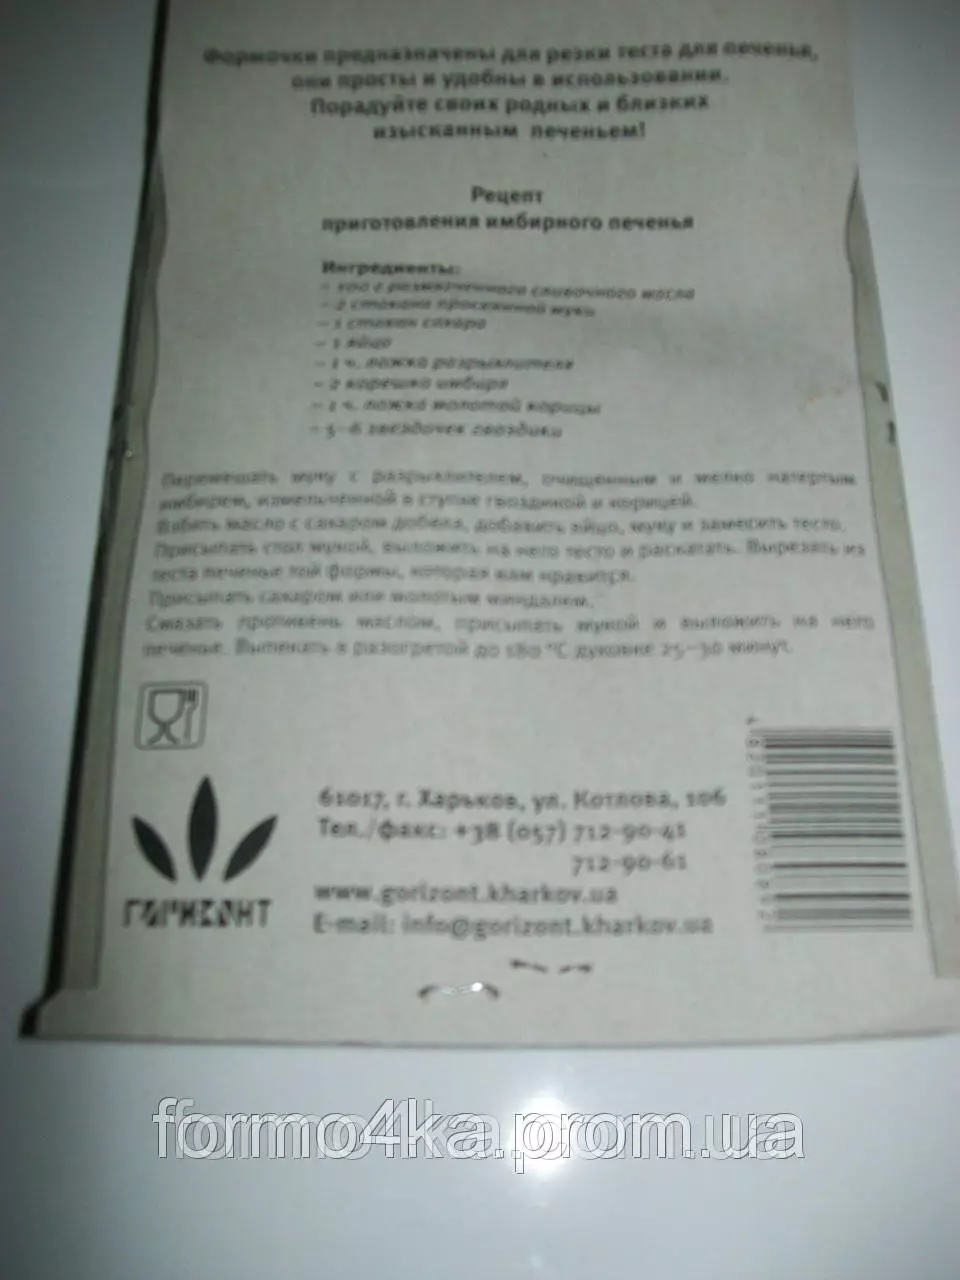 Формочки предназначены для резки теста для печенья,
они просты и удобны в использовании.
Порадуйте своих родных и близких
изысканным печеньем!
Рецепт
приготовления имбирного печенья
Ингредиенты:
- 100 г размягченного сливочного масла
- 2 стакана просеянной муки
- 1 стакан сахара
- 1 яйцо
- 1 ч. ложка разрыхлителя
- 2 корешка имбиря
- 1 ч. ложка молотой корицы
- 5-6 звездочек гвоздики
Перемешать муку с разрыхлителем, очищенным и мелко натертым
имбирем, измельченной в ступке гвоздикой и корицей.
Взбить масло с сахаром добела, добавить яйцо, муку и замесить тесто.
Присыпать стол мукой, выложить на него тесто и раскатать. Вырезать из
теста печенье той формы, которая вам нравится.
Присыпать сахаром или молотым миндалем.
Смазать противень маслом, присыпать мукой и выложить на него
печенье. Выпекать в разогретой до 180 °C духовке 25-30 минут.
61017, г. Харьков, ул. Котлова, 106
Тел./факс: +38 (057) 712-90-41
712-90-61
www.gorizont.kharkov.ua
E-mail: info@gorizont.kharkov.ua
ГОРИЗОНТ
fformo4ka.prom.ua